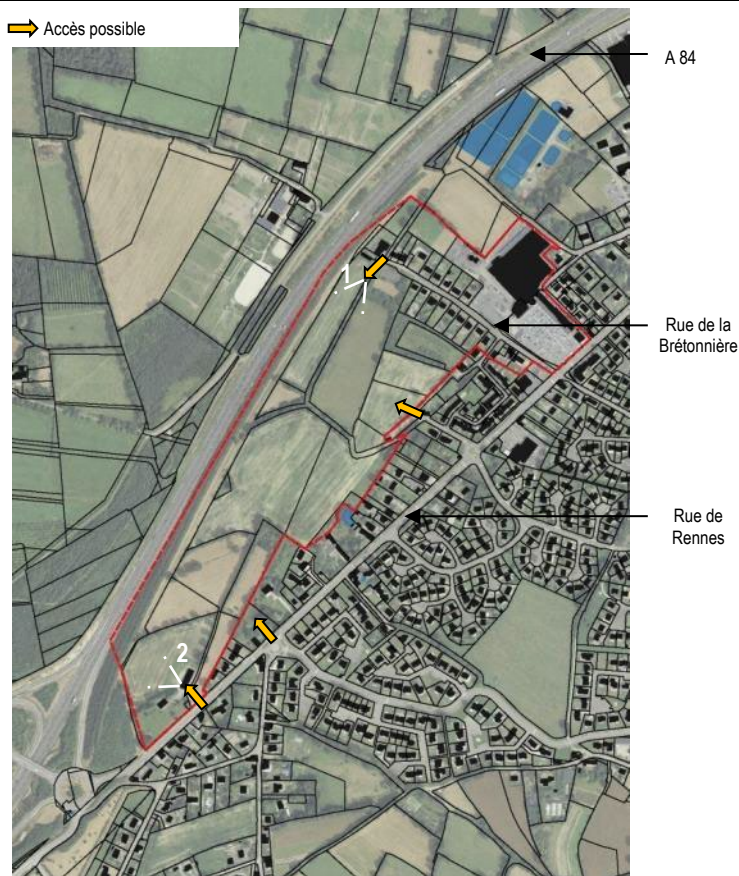 Accès possible
A 84
1
Rue de la
Brétonnière
Rue de
Rennes
2